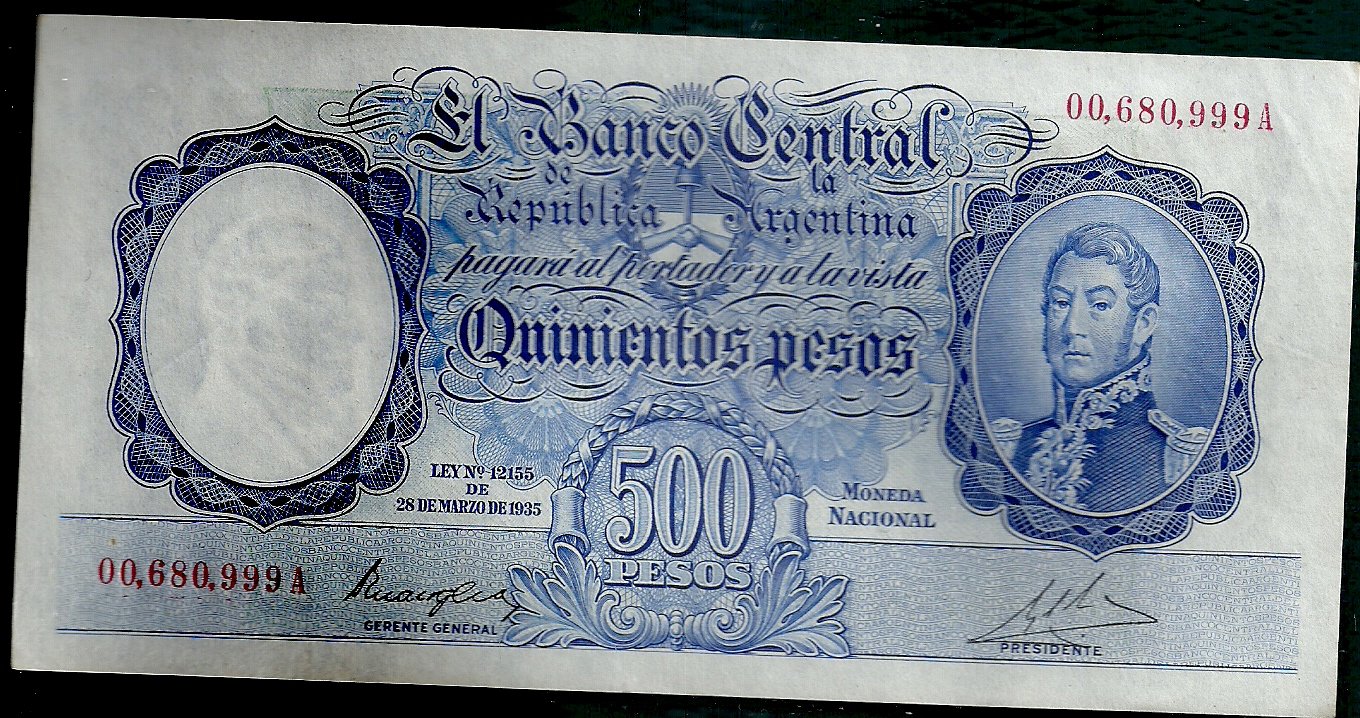 00,680,999A
El Banco Central
de la
República Argentina
pagará al portador y a la vista
Quinientos pesos
LEY Nº 12155
DE
28 DE MARZO DE 1935
500
PESOS
MONEDA
NACIONAL
00,680,999A
GERENTE GENERAL
PRESIDENTE